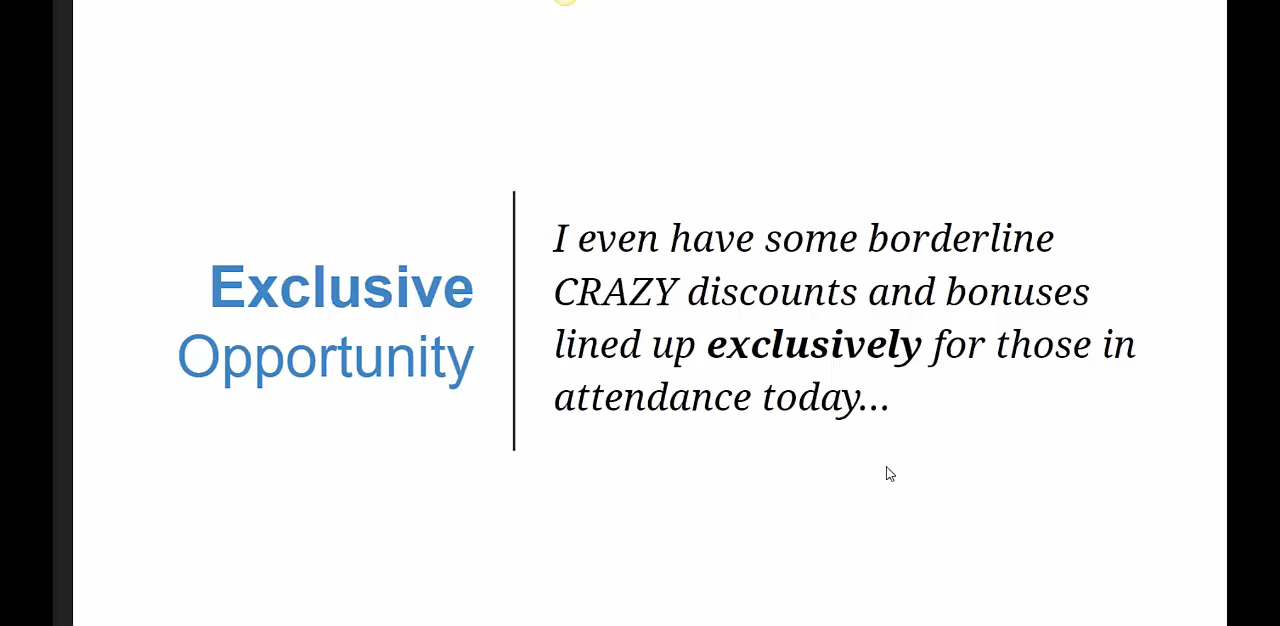 Exclusive
Opportunity
I even have some borderline
CRAZY discounts and bonuses
lined up exclusively for those in
attendance today...